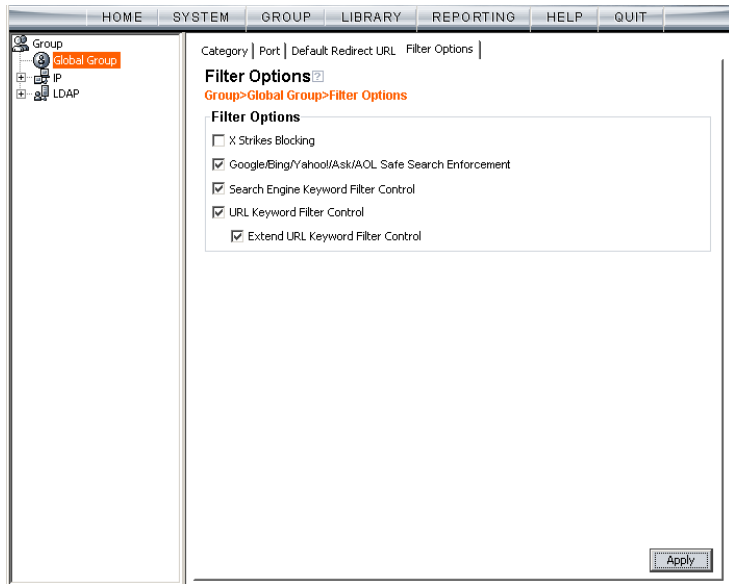 HOME SYSTEM GROUP LIBRARY REPORTING HELP QUIT
Group
Global Group
IP
LDAP
Category Port Default Redirect URL Filter Options
Filter Options ?
Group>Global Group>Filter Options
Filter Options
X Strikes Blocking
Google/Bing/Yahoo!/Ask/AOL Safe Search Enforcement
Search Engine Keyword Filter Control
URL Keyword Filter Control
Extend URL Keyword Filter Control
Apply